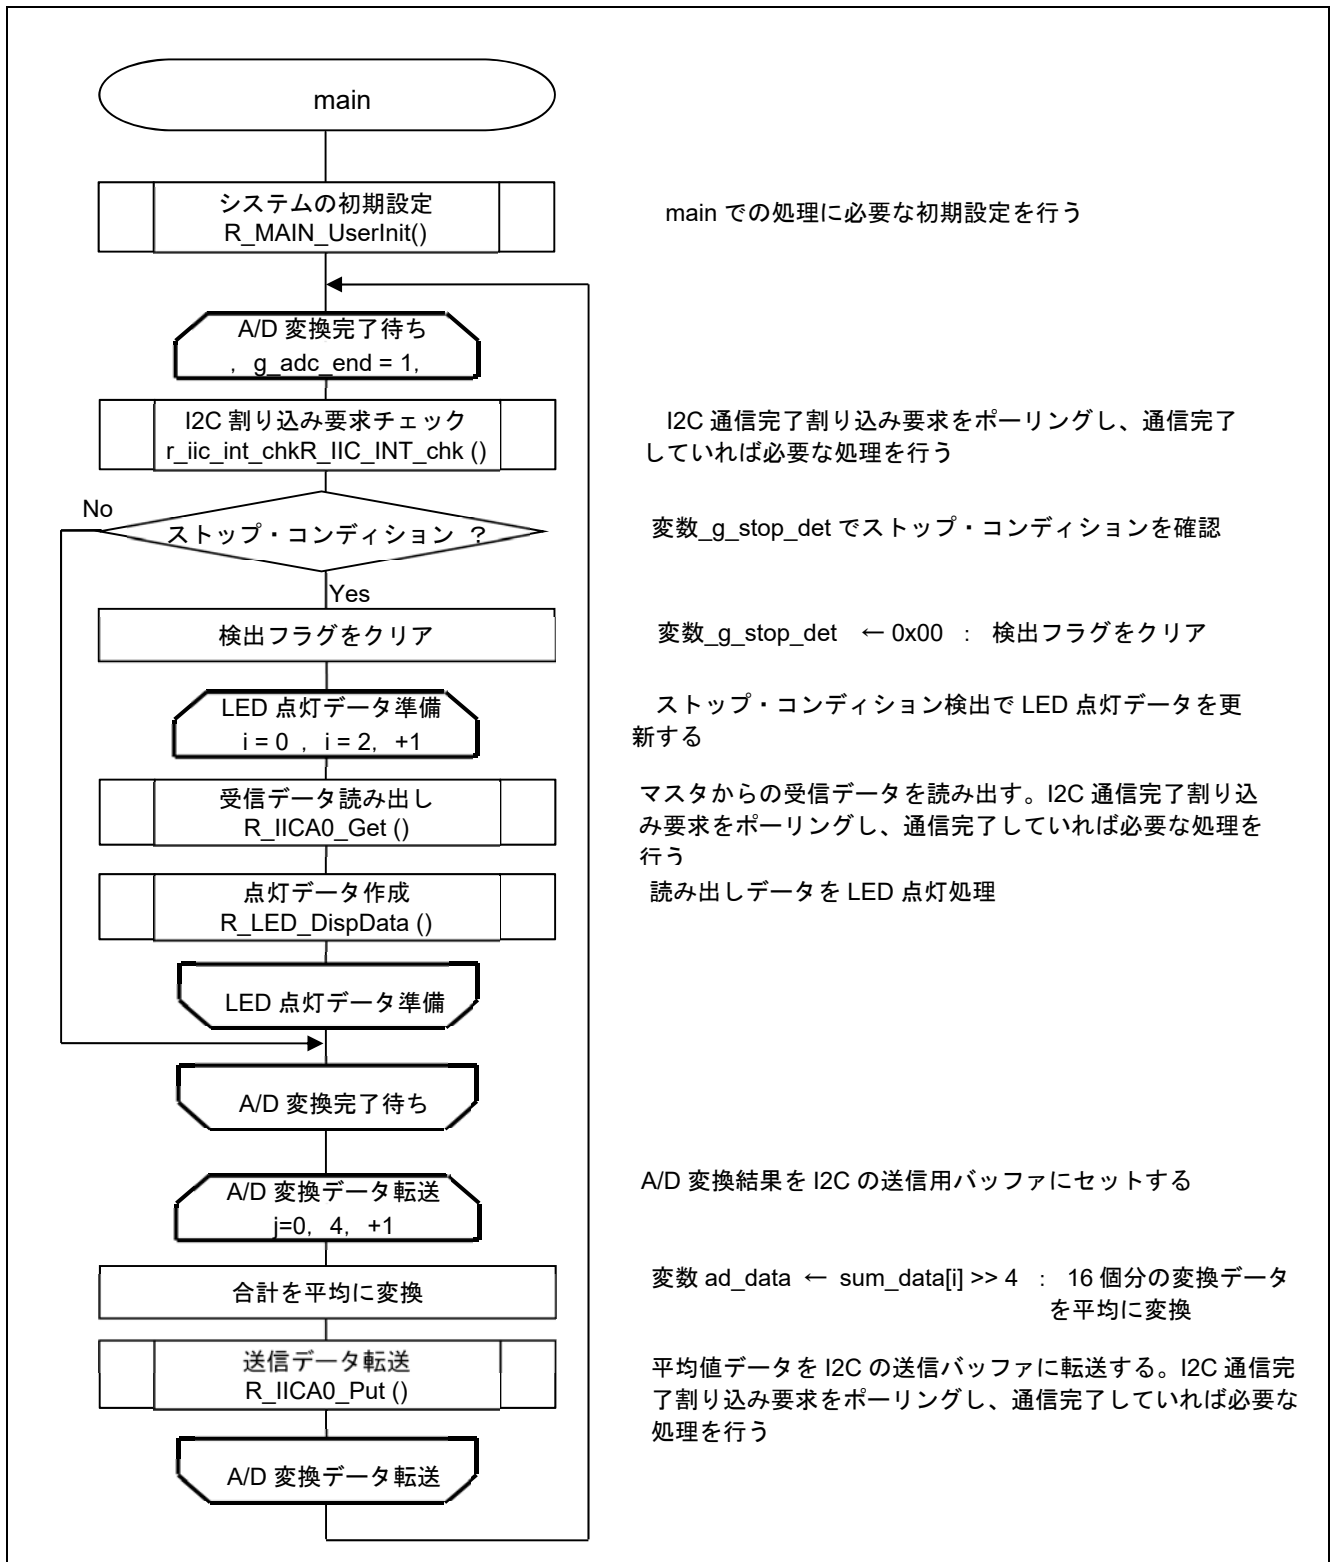 main
システムの初期設定
R_MAIN_UserInit()
main での処理に必要な初期設定を行う
A/D 変換完了待ち
, g_adc_end = 1,
I2C 割り込み要求チェック
r_iic_int_chkR_IIC_INT_chk ()
I2C 通信完了割り込み要求をポーリングし、通信完了
していれば必要な処理を行う
No
ストップ・コンディション ？
変数_g_stop_det でストップ・コンディションを確認
Yes
検出フラグをクリア
変数_g_stop_det ← 0x00 : 検出フラグをクリア
LED 点灯データ準備
i = 0 , i = 2, +1
ストップ・コンディション検出で LED 点灯データを更
新する
受信データ読み出し
R_IICA0_Get ()
マスタからの受信データを読み出す。I2C 通信完了割り込
み要求をポーリングし、通信完了していれば必要な処理を
行う
点灯データ作成
R_LED_DispData ()
読み出しデータを LED 点灯処理
LED 点灯データ準備
A/D 変換完了待ち
A/D 変換データ転送
j=0, 4, +1
A/D 変換結果を I2C の送信用バッファにセットする
合計を平均に変換
変数 ad_data ← sum_data[i] >> 4 : 16 個分の変換データ
を平均に変換
送信データ転送
R_IICA0_Put ()
平均値データを I2C の送信バッファに転送する。I2C 通信完
了割り込み要求をポーリングし、通信完了していれば必要な
処理を行う
A/D 変換データ転送